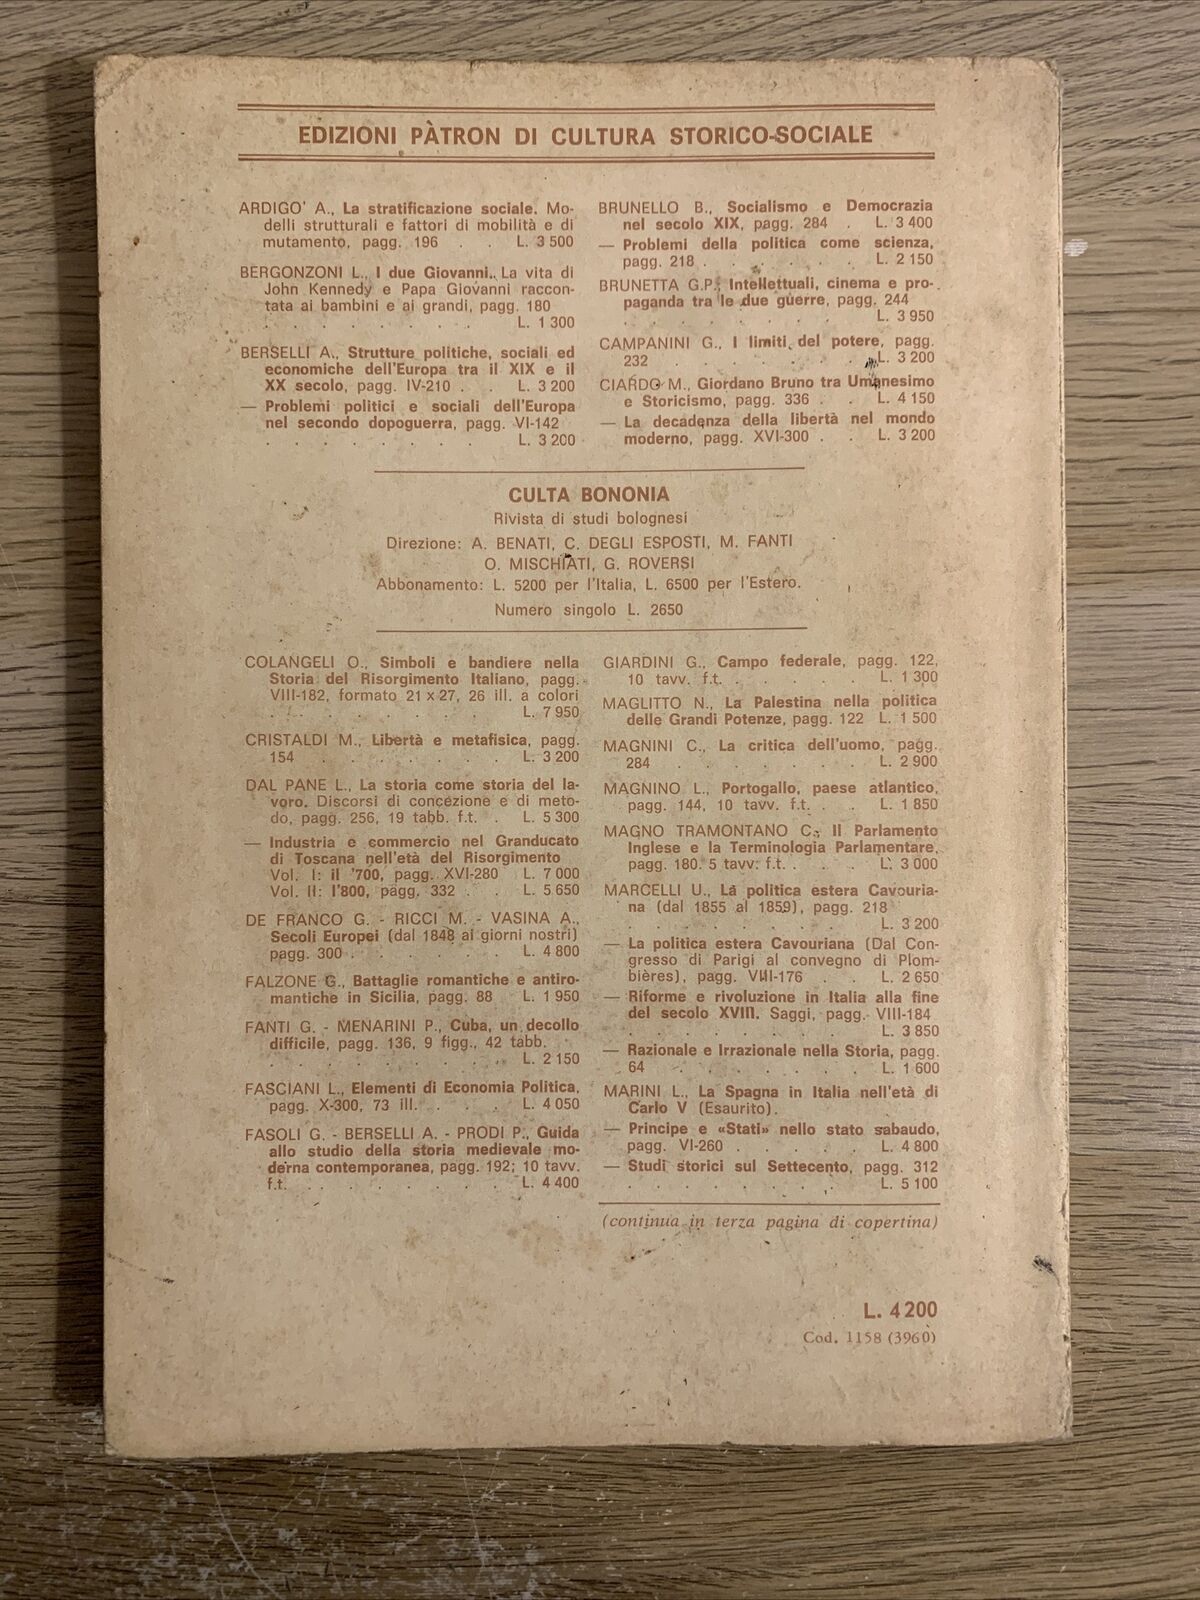 EDIZIONI PÀTRON DI CULTURA STORICO-SOCIALE
ARDIGO' A., La stratificazione sociale. Mo-
delli strutturali e fattori di mobilità e di
mutamento, pagg. 196 . . L. 3 500
BERGONZONI L., I due Giovanni. La vita di
John Kennedy e Papa Giovanni raccon-
tata ai bambini e ai grandi, pagg. 180
. . . . . . . . L. 1 300
BERSELLI A., Strutture politiche, sociali ed
economiche dell'Europa tra il XIX e il
XX secolo, pagg. IV-210 . . L. 3 200
— Problemi politici e sociali dell'Europa
nel secondo dopoguerra, pagg. VI-142
. . . . . . . . L. 3 200
BRUNELLO B., Socialismo e Democrazia
nel secolo XIX, pagg. 284 . L. 3 400
— Problemi della politica come scienza,
pagg. 218 . . . . . . L. 2 150
BRUNETTA G.P., Intellettuali, cinema e pro-
paganda tra le due guerre, pagg. 244
. . . . . . . . L. 3 950
CAMPANINI G., I limiti del potere, pagg.
232 . . . . . . . L. 3 200
CIARDO M., Giordano Bruno tra Umanesimo
e Storicismo, pagg. 336 . . L. 4 150
— La decadenza della libertà nel mondo
moderno, pagg. XVI-300 . . L. 3 200
CULTA BONONIA
Rivista di studi bolognesi
Direzione: A. BENATI, C. DEGLI ESPOSTI, M. FANTI
O. MISCHIATI, G. ROVERSI
Abbonamento: L. 5200 per l'Italia, L. 6500 per l'Estero.
Numero singolo L. 2650
COLANGELI O., Simboli e bandiere nella
Storia del Risorgimento Italiano, pagg.
VIII-182, formato 21 x 27, 26 ill. a colori
. . . . . . . . L. 7 950
CRISTALDI M., Libertà e metafisica, pagg.
154 . . . . . . . L. 3 200
DAL PANE L., La storia come storia del la-
voro. Discorsi di concezione e di meto-
do, pagg. 256, 19 tabb. f.t. . L. 5 300
— Industria e commercio nel Granducato
di Toscana nell'età del Risorgimento
Vol. I: il '700, pagg. XVI-280 L. 7 000
Vol. II: l'800, pagg. 332 . . L. 5 650
DE FRANCO G. - RICCI M. - VASINA A.,
Secoli Europei (dal 1848 ai giorni nostri)
pagg. 300 . . . . . . L. 4 800
FALZONE G., Battaglie romantiche e antiro-
mantiche in Sicilia, pagg. 88 L. 1 950
FANTI G. - MENARINI P., Cuba, un decollo
difficile, pagg. 136, 9 figg., 42 tabb.
. . . . . . . . L. 2 150
FASCIANI L., Elementi di Economia Politica,
pagg. X-300, 73 ill. . . . L. 4 050
FASOLI G. - BERSELLI A. - PRODI P., Guida
allo studio della storia medievale mo-
derna contemporanea, pagg. 192; 10 tavv.
f.t. . . . . . . . L. 4 400
GIARDINI G., Campo federale, pagg. 122,
10 tavv. f.t. . . . . . L. 1 300
MAGLITTO N., La Palestina nella politica
delle Grandi Potenze, pagg. 122 L. 1 500
MAGNINI C., La critica dell'uomo, pagg.
284 . . . . . . . L. 2 900
MAGNINO L., Portogallo, paese atlantico,
pagg. 144, 10 tavv. f.t. . . L. 1 850
MAGNO TRAMONTANO C., Il Parlamento
Inglese e la Terminologia Parlamentare,
pagg. 180. 5 tavv. f.t. . . . L. 3 000
MARCELLI U., La politica estera Cavouria-
na (dal 1855 al 1859), pagg. 218
. . . . . . . . L. 3 200
— La politica estera Cavouriana (Dal Con-
gresso di Parigi al convegno di Plom-
bières), pagg. VIII-176 . . L. 2 650
— Riforme e rivoluzione in Italia alla fine
del secolo XVIII. Saggi, pagg. VIII-184
. . . . . . . . L. 3 850
— Razionale e Irrazionale nella Storia, pagg.
64 . . . . . . . L. 1 600
MARINI L., La Spagna in Italia nell'età di
Carlo V (Esaurito).
— Principe e «Stati» nello stato sabaudo,
pagg. VI-260 . . . . . L. 4 800
— Studi storici sul Settecento, pagg. 312
. . . . . . . . L. 5 100
(continua in terza pagina di copertina)
L. 4 200
Cod. 1158 (3960)